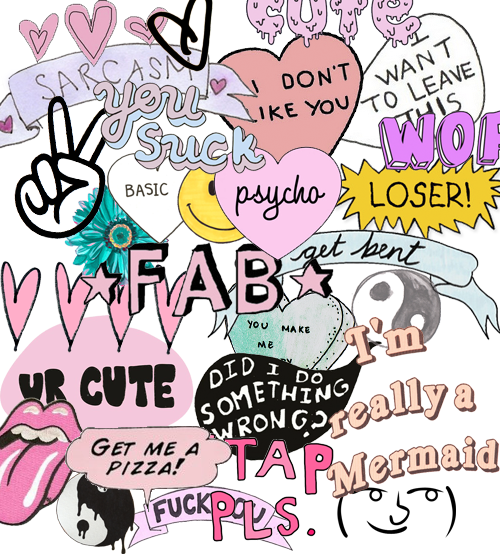 CUTE
SARCASM
you
suck
I DON'T
LIKE YOU
I
WANT
TO LEAVE
THIS
WOF
BASIC
psycho
LOSER!
get bent
★FAB★
YOU MAKE
ME
UR CUTE
DID I DO
SOMETHING
WRONG?
I'm
really a
Mermaid
GET ME A
PIZZA!
TAP
PLS.
FUCK YOU
( ͡° ͜ʖ ͡°)